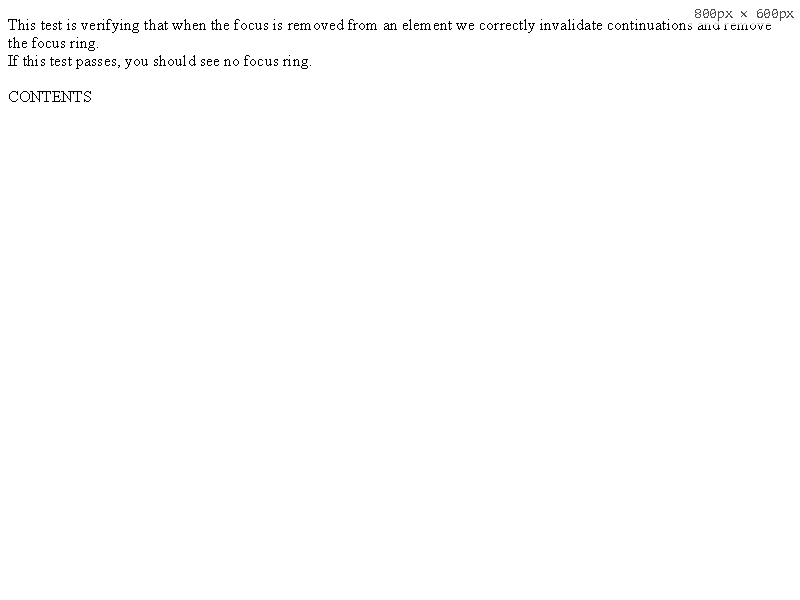 800px × 600px
This test is verifying that when the focus is removed from an element we correctly invalidate continuations and remove
the focus ring.
If this test passes, you should see no focus ring.
CONTENTS